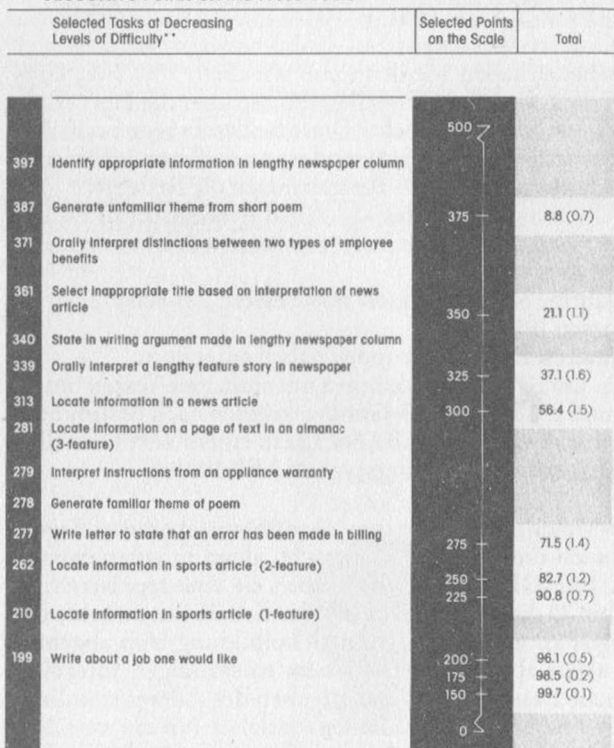 Selected Tasks at Decreasing Levels of Difficulty**
Selected Points on the Scale
Total
500
397 Identify appropriate information in lengthy newspaper column
387 Generate unfamiliar theme from short poem
375 8.8 (0.7)
371 Orally interpret distinctions between two types of employee
benefits
361 Select inappropriate title based on interpretation of news
article
350 21.1 (1.1)
340 State in writing argument made in lengthy newspaper column
339 Orally interpret a lengthy feature story in newspaper
325 37.1 (1.6)
313 Locate information in a news article
300 56.4 (1.5)
281 Locate information on a page of text in an almanac
(3-feature)
279 Interpret instructions from an appliance warranty
278 Generate familiar theme of poem
277 Write letter to state that an error has been made in billing
275 71.5 (1.4)
262 Locate information in sports article (2-feature)
250 82.7 (1.2)
225 90.8 (0.7)
210 Locate information in sports article (1-feature)
199 Write about a job one would like
200 96.1 (0.5)
175 98.5 (0.2)
150 99.7 (0.1)
0